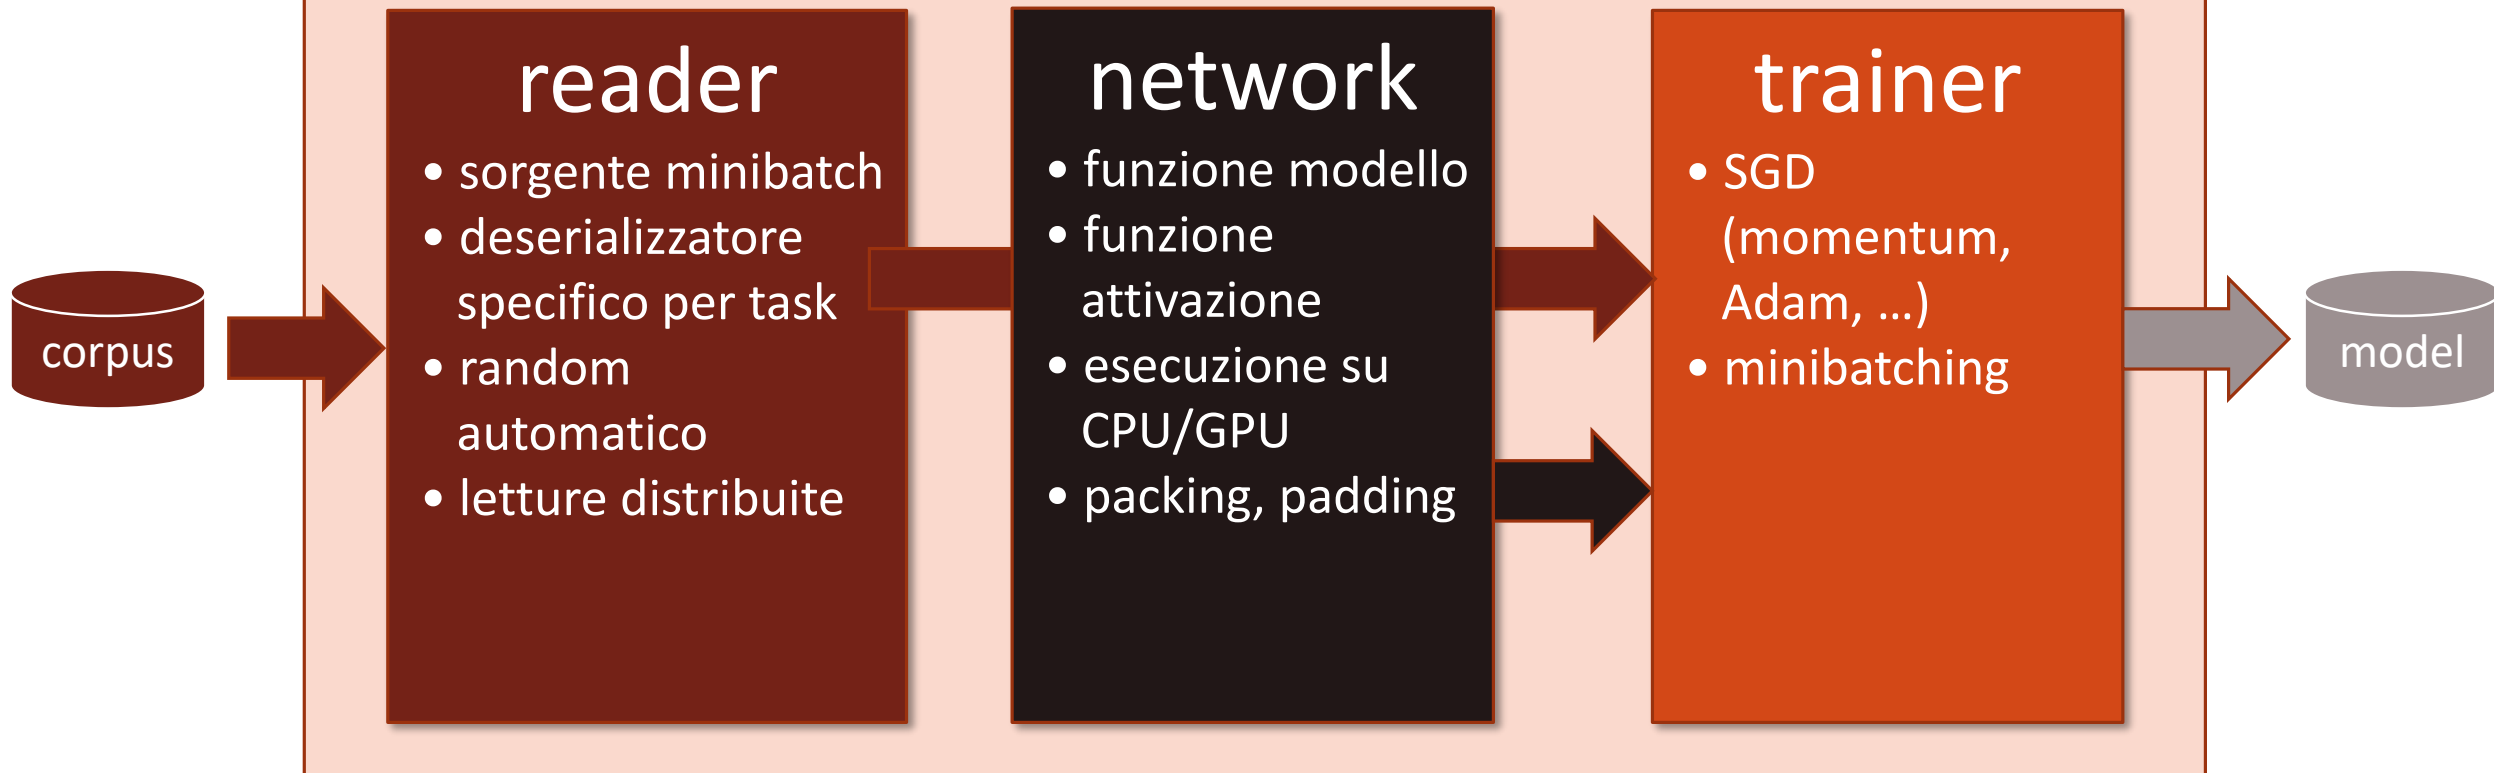 corpus
reader
• sorgente minibatch
• deserializzatore
specifico per task
• random
automatico
• letture distribuite
network
• funzione modello
• funzione
attivazione
• esecuzione su
CPU/GPU
• packing, padding
trainer
• SGD
(momentum,
Adam, …)
• minibatching
model